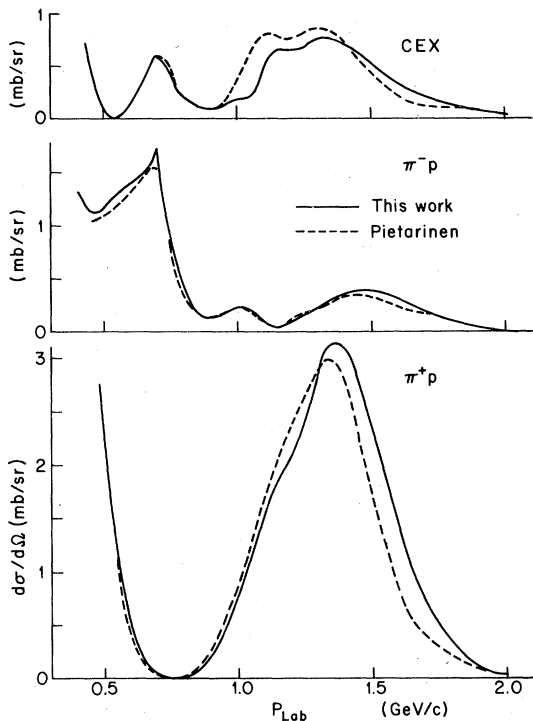 1
CEX
(mb/sr)
0
π⁻p
This work
Pietarinen
1
(mb/sr)
0
3
π⁺p
2
dσ/dΩ(mb/sr)
1
0
0.5 1.0 1.5 2.0
P_Lab (GeV/c)